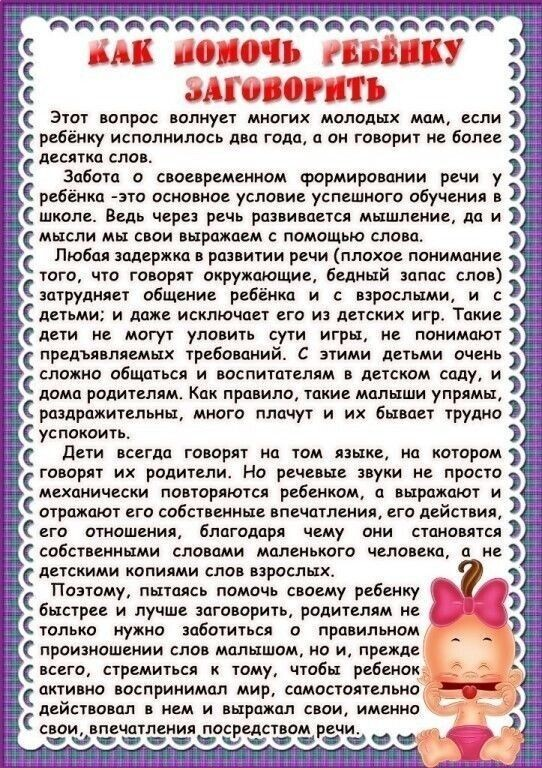 КАК ПОМОЧЬ РЕБЁНКУ
ЗАГОВОРИТЬ
Этот вопрос волнует многих молодых мам, если
ребёнку исполнилось два года, а он говорит не более
десятка слов.
Забота о своевременном формировании речи у
ребёнка -это основное условие успешного обучения в
школе. Ведь через речь развивается мышление, да и
мысли мы свои выражаем с помощью слова.
Любая задержка в развитии речи (плохое понимание
того, что говорят окружающие, бедный запас слов)
затрудняет общение ребёнка и с взрослыми, и с
детьми; и даже исключает его из детских игр. Такие
дети не могут уловить сути игры, не понимают
предъявляемых требований. С этими детьми очень
сложно общаться и воспитателям в детском саду, и
дома родителям. Как правило, такие малыши упрямы,
раздражительны, много плачут и их бывает трудно
успокоить.
Дети всегда говорят на том языке, на котором
говорят их родители. Но речевые звуки не просто
механически повторяются ребенком, а выражают и
отражают его собственные впечатления, его действия,
его отношения, благодаря чему они становятся
собственными словами маленького человека, а не
детскими копиями слов взрослых.
Поэтому, пытаясь помочь своему ребенку
быстрее и лучше заговорить, родителям не
только нужно заботиться о правильном
произношении слов малышом, но и, прежде
всего, стремиться к тому, чтобы ребенок
активно воспринимал мир, самостоятельно
действовал в нем и выражал свои, именно
свои, впечатления посредством речи.